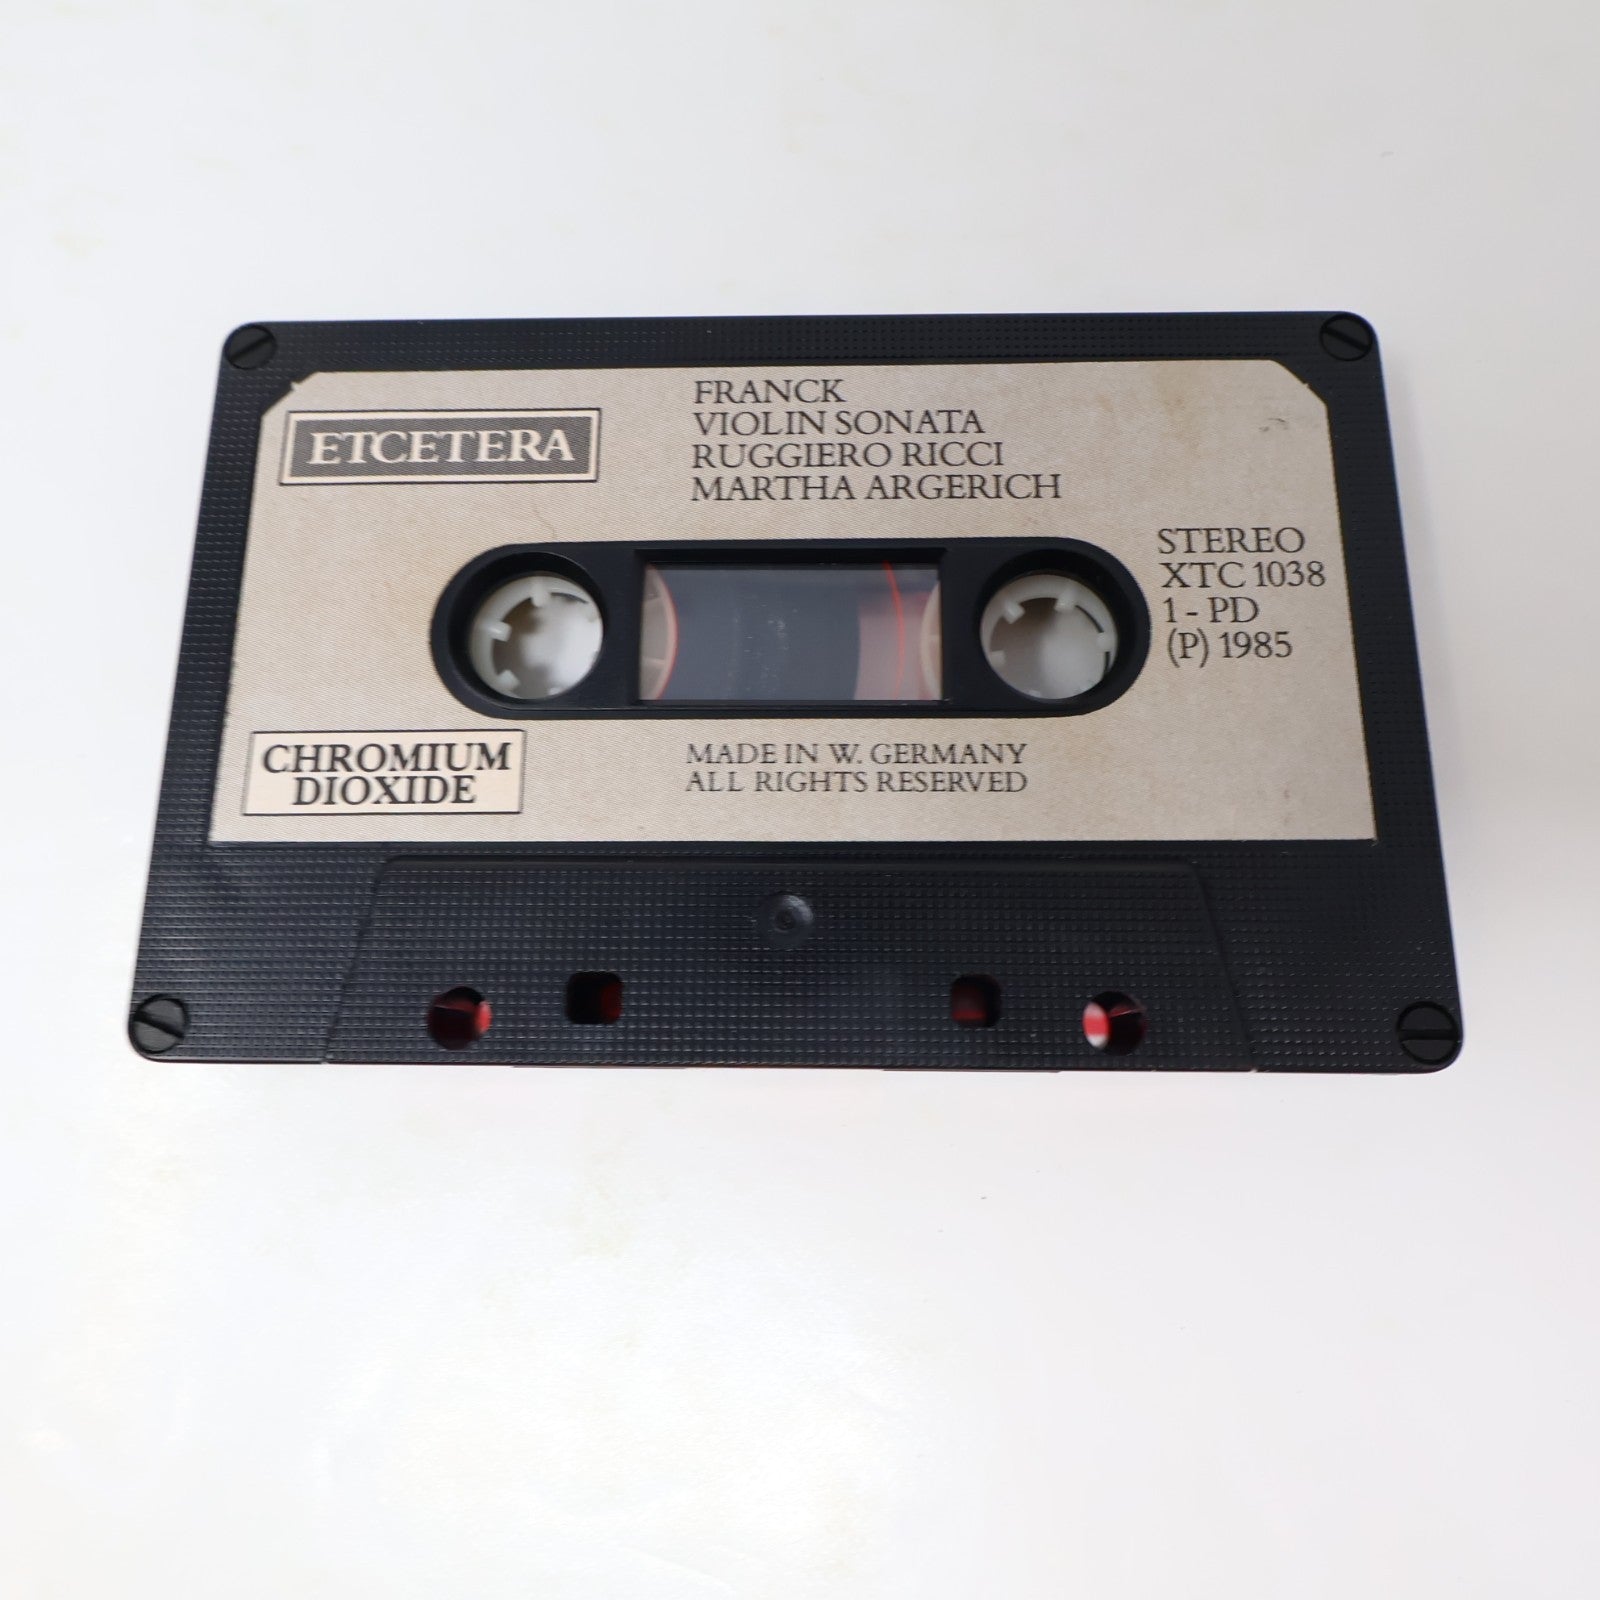 ETCETERA
FRANCK
VIOLIN SONATA
RUGGIERO RICCI
MARTHA ARGERICH
STEREO
XTC 1038
1 - PD
(P) 1985
CHROMIUM
DIOXIDE
MADE IN W. GERMANY
ALL RIGHTS RESERVED